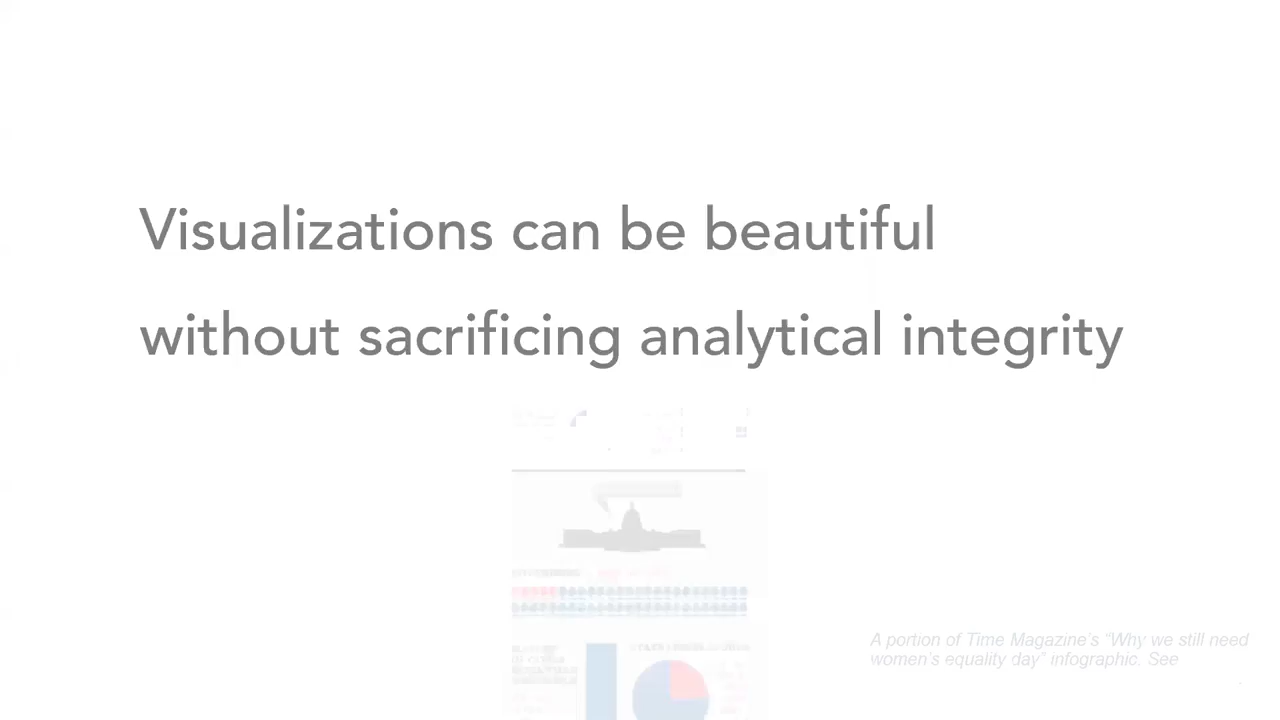 Visualizations can be beautiful
without sacrificing analytical integrity
A portion of Time Magazine's "Why we still need
women's equality day" infographic. See